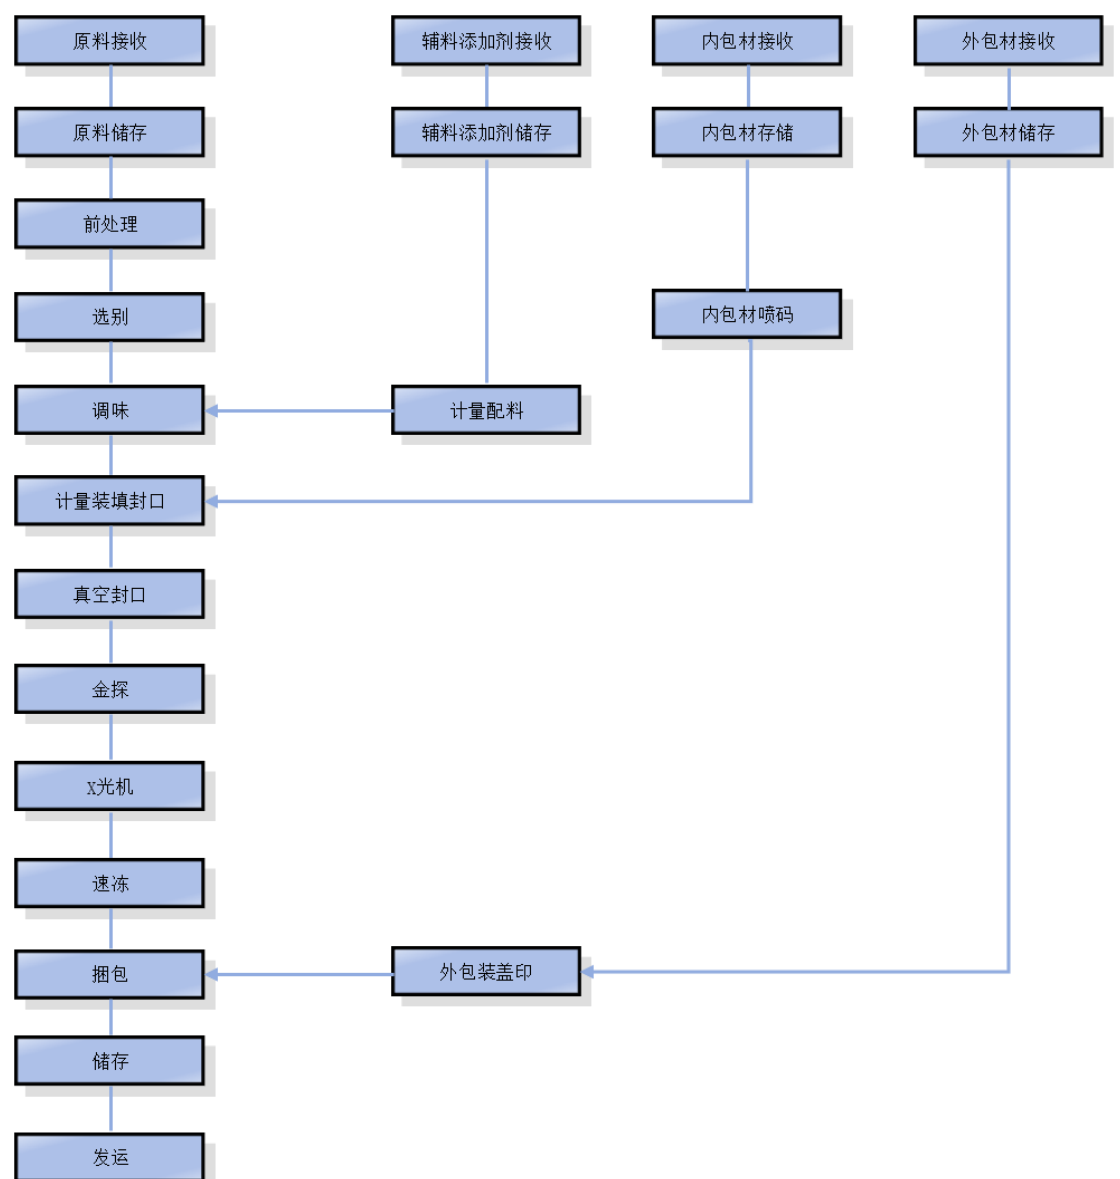 原料接收
辅料添加剂接收
内包材接收
外包材接收
原料储存
辅料添加剂储存
内包材存储
外包材储存
前处理
选别
内包材喷码
调味
计量配料
计量装填封口
真空封口
金探
X光机
速冻
捆包
外包装盖印
储存
发运